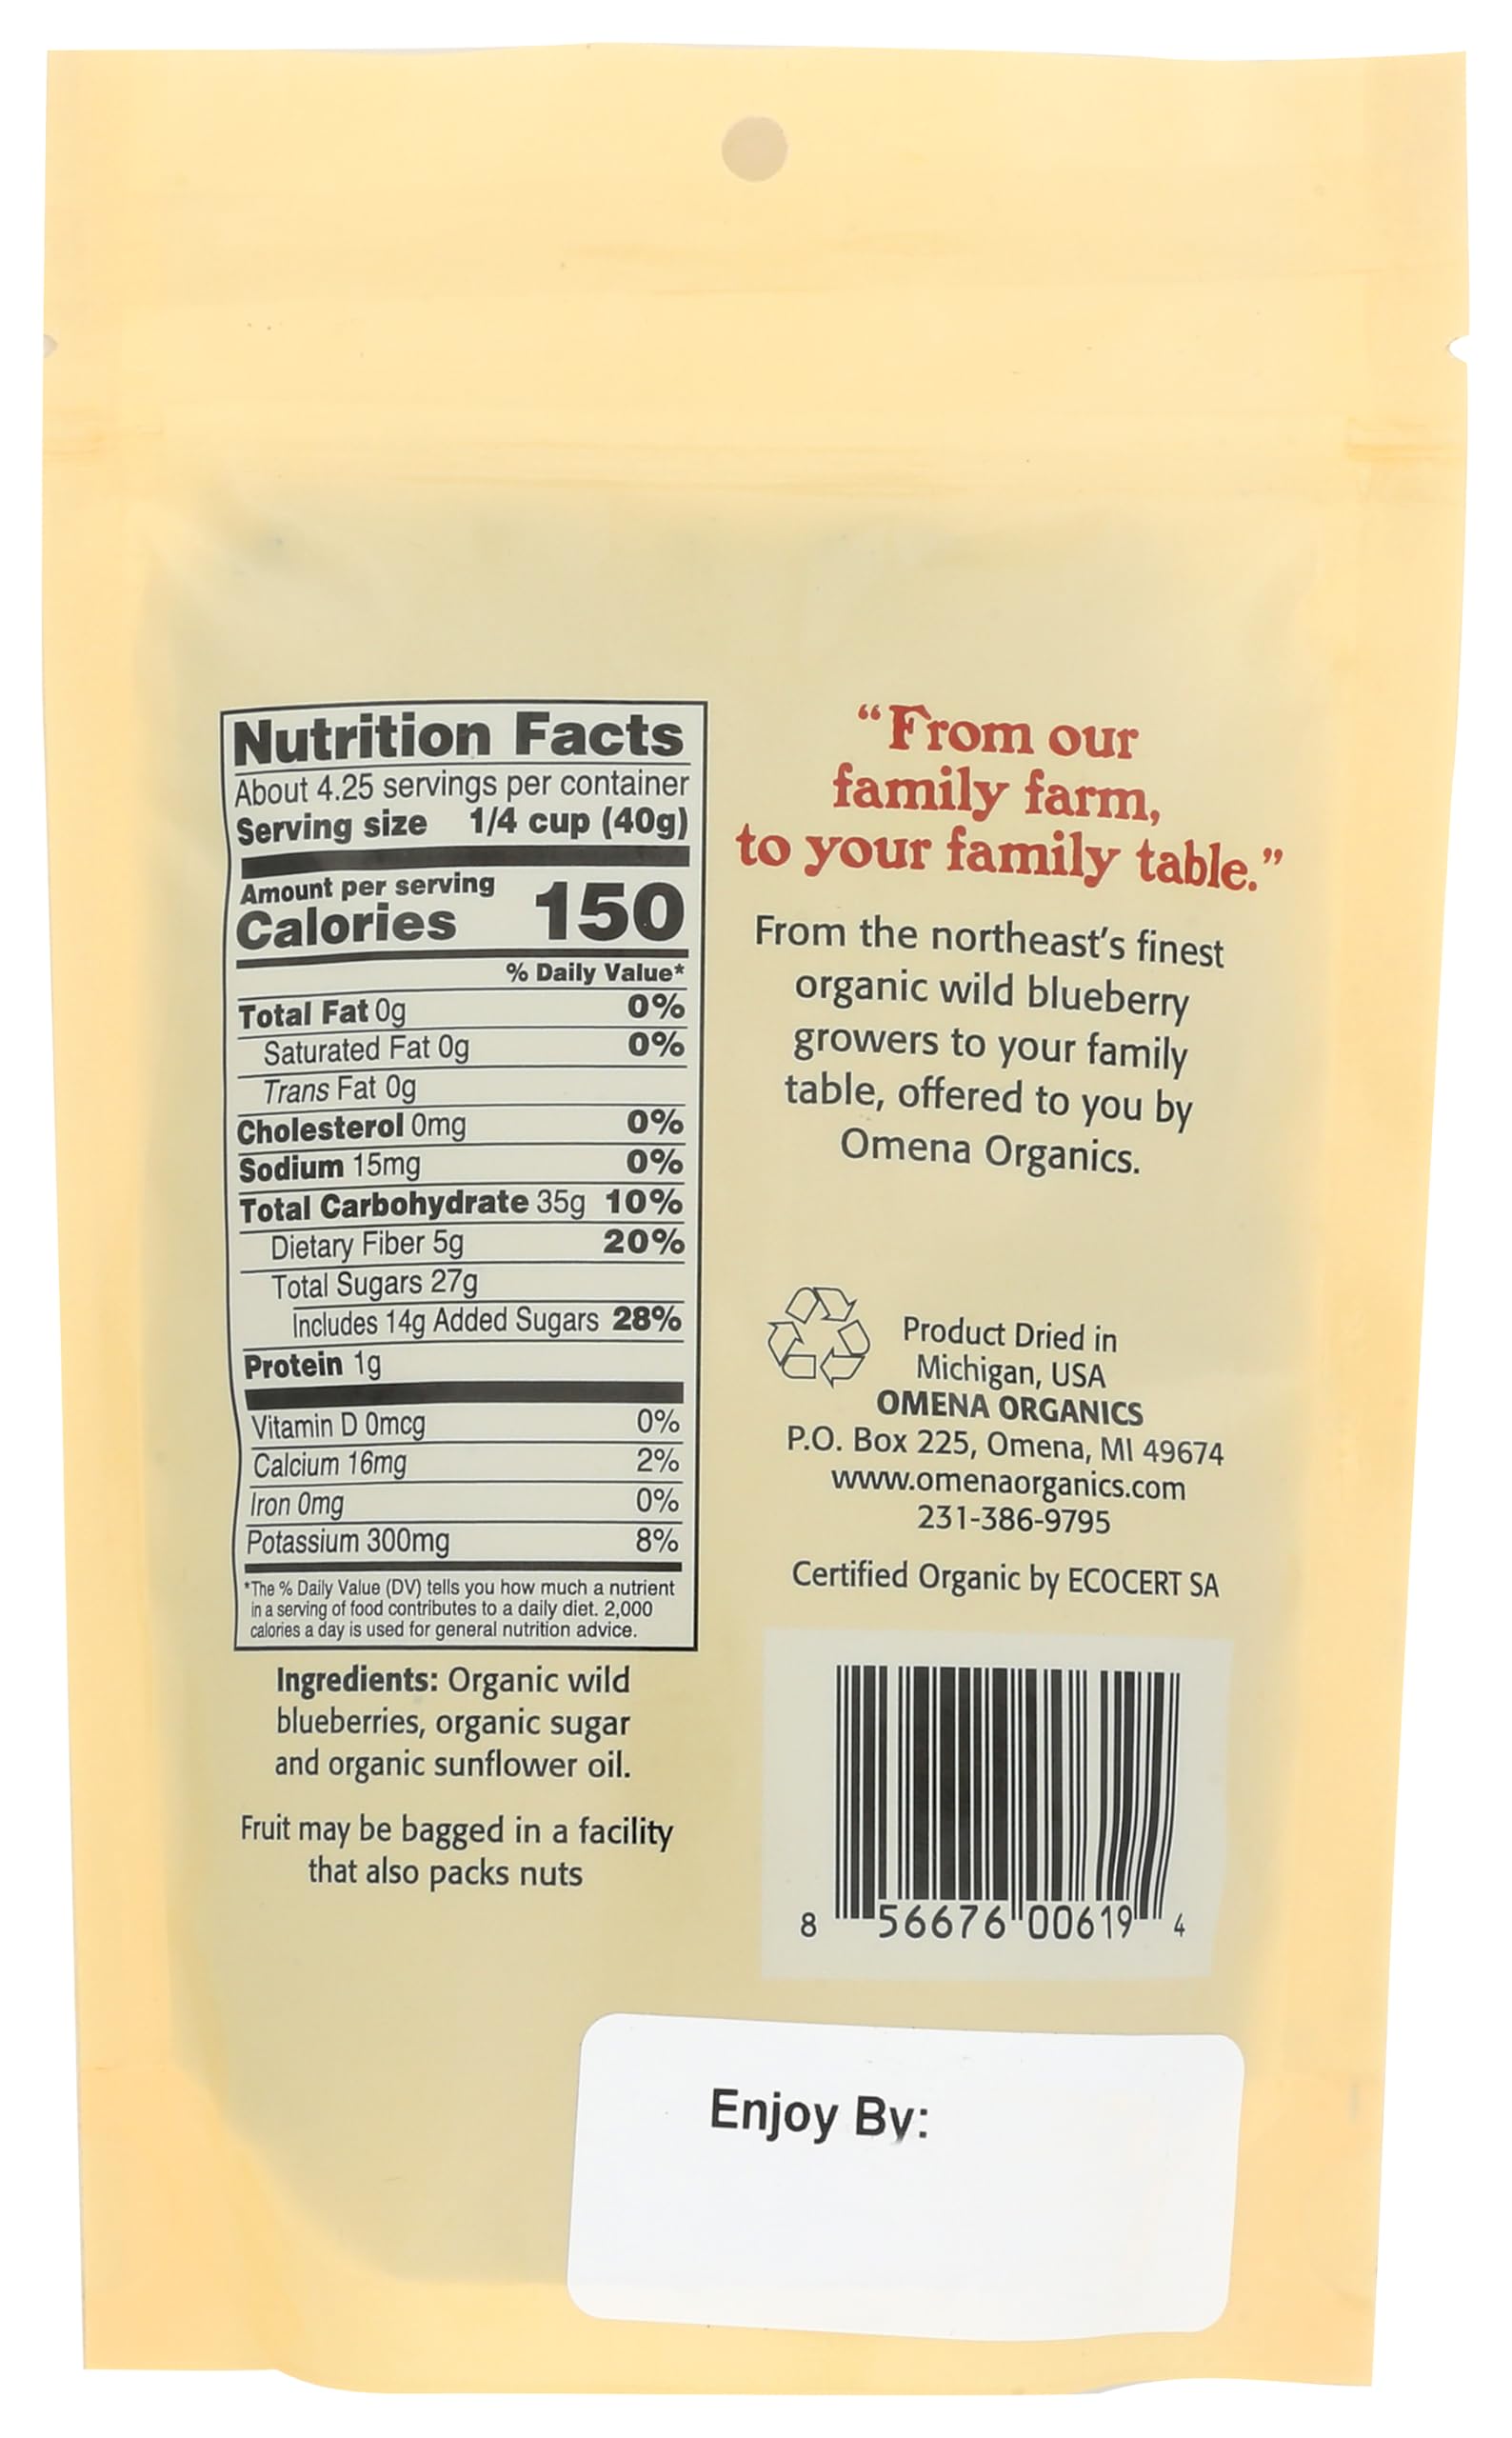 Nutrition Facts
About 4.25 servings per container
Serving size 1/4 cup (40g)
Amount per serving
Calories 150
% Daily Value*
Total Fat 0g 0%
Saturated Fat 0g 0%
Trans Fat 0g
Cholesterol 0mg 0%
Sodium 15mg 0%
Total Carbohydrate 35g 10%
Dietary Fiber 5g 20%
Total Sugars 27g
Includes 14g Added Sugars 28%
Protein 1g
Vitamin D 0mcg 0%
Calcium 16mg 2%
Iron 0mg 0%
Potassium 300mg 8%
*The % Daily Value (DV) tells you how much a nutrient
in a serving of food contributes to a daily diet. 2,000
calories a day is used for general nutrition advice.
Ingredients: Organic wild
blueberries, organic sugar
and organic sunflower oil.
Fruit may be bagged in a facility
that also packs nuts
“From our
family farm,
to your family table.”
From the northeast's finest
organic wild blueberry
growers to your family
table, offered to you by
Omena Organics.
Product Dried in
Michigan, USA
OMENA ORGANICS
P.O. Box 225, Omena, MI 49674
www.omenaorganics.com
231-386-9795
Certified Organic by ECOCERT SA
8 56676 00619 4
Enjoy By: